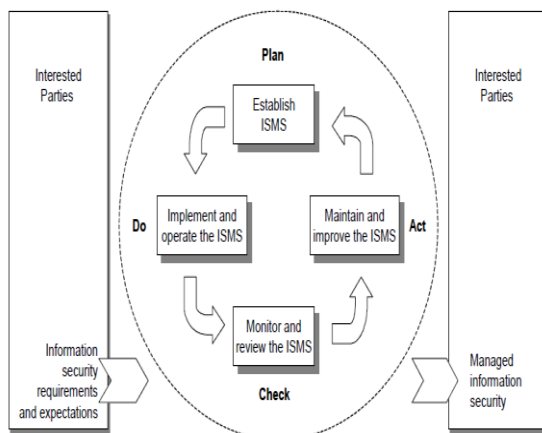 Interested
Parties
Information
security
requirements
and expectations
Plan
Establish
ISMS
Do
Implement and
operate the ISMS
Maintain and
improve the ISMS
Act
Monitor and
review the ISMS
Check
Interested
Parties
Managed
information
security